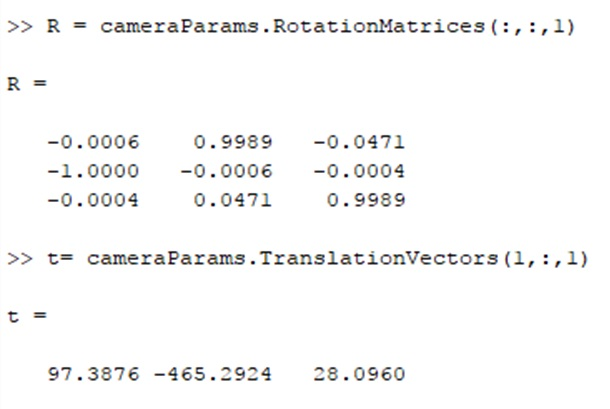 >> R = cameraParams.RotationMatrices(:,:,1)
R =
-0.0006 0.9989 -0.0471
-1.0000 -0.0006 -0.0004
-0.0004 0.0471 0.9989
>> t= cameraParams.TranslationVectors(1,:,1)
t =
97.3876 -465.2924 28.0960